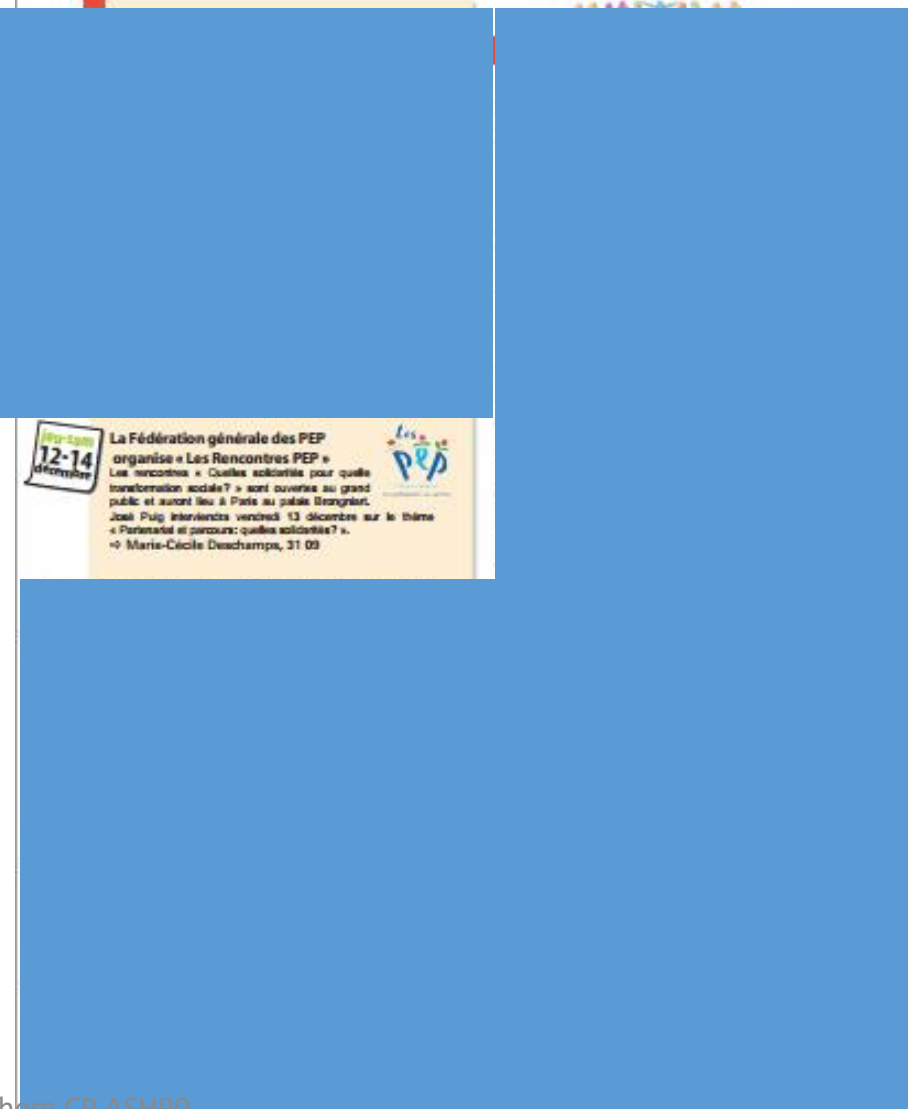 jeu-sam
12-14
décembre
La Fédération générale des PEP
organise « Les Rencontres PEP »
Les rencontres « Quelles solidarités pour quelle
transformation sociale? » sont ouvertes au grand
public et auront lieu à Paris au palais Brongniart.
José Puig interviendra vendredi 13 décembre sur le thème
« Partenariat et parcours: quelles solidarités? ».
⇨ Marie-Cécile Deschamps, 31 09
Les
pep
CP ASH90